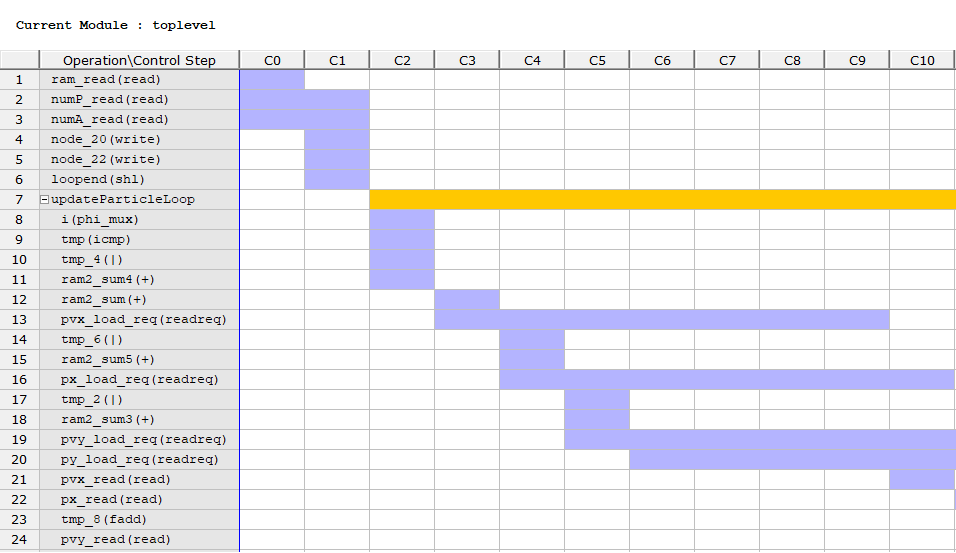 Current Module : toplevel
Operation\Control Step C0 C1 C2 C3 C4 C5 C6 C7 C8 C9 C10
1 ram_read(read)
2 numP_read(read)
3 numA_read(read)
4 node_20(write)
5 node_22(write)
6 loopend(shl)
7 updateParticleLoop
8 i(phi_mux)
9 tmp(icmp)
10 tmp_4(|)
11 ram2_sum4(+)
12 ram2_sum(+)
13 pvx_load_req(readreq)
14 tmp_6(|)
15 ram2_sum5(+)
16 px_load_req(readreq)
17 tmp_2(|)
18 ram2_sum3(+)
19 pvy_load_req(readreq)
20 py_load_req(readreq)
21 pvx_read(read)
22 px_read(read)
23 tmp_8(fadd)
24 pvy_read(read)